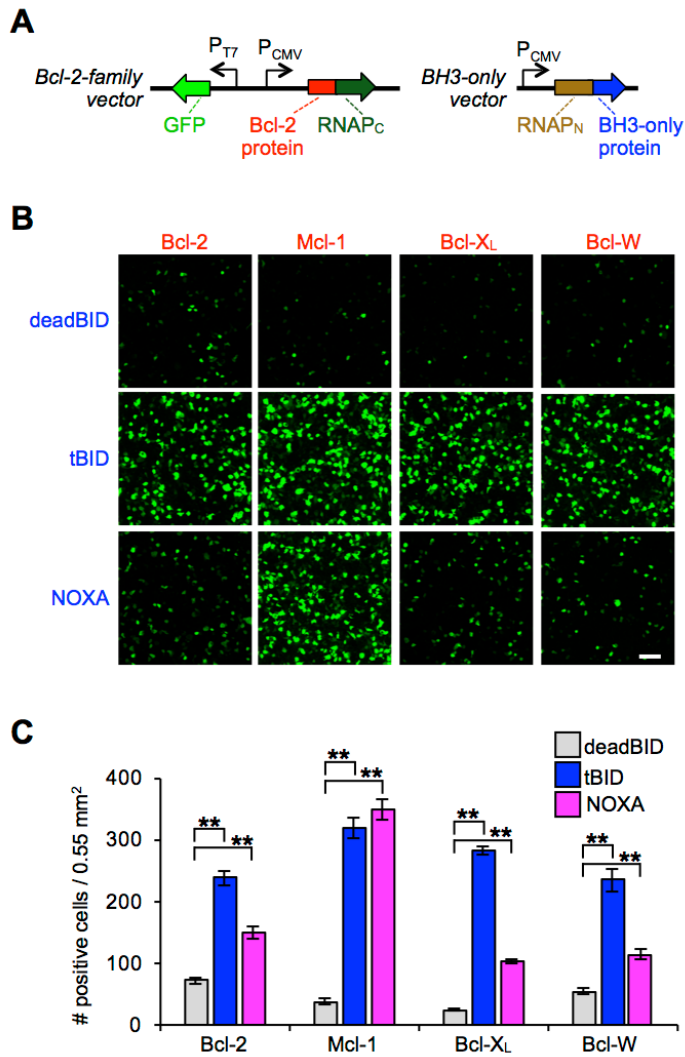 A
Bcl-2-family vector
PT7
PCMV
GFP
Bcl-2 protein
RNAPC
BH3-only vector
PCMV
RNAPN
BH3-only protein
B
Bcl-2 Mcl-1 Bcl-XL Bcl-W
deadBID
tBID
NOXA
C
deadBID
tBID
NOXA
# positive cells / 0.55 mm²
400
300
200
100
0
** **
** **
** **
** **
Bcl-2 Mcl-1 Bcl-XL Bcl-W